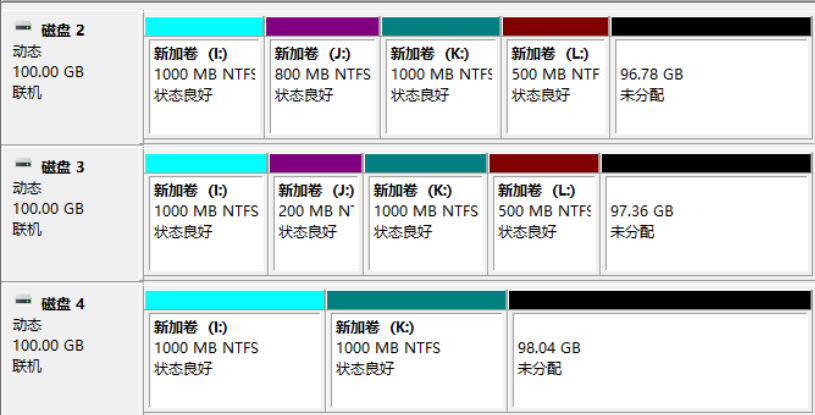 磁盘 2
动态
100.00 GB
联机
新加卷 (I:)
1000 MB NTFS
状态良好
新加卷 (J:)
800 MB NTFS
状态良好
新加卷 (K:)
1000 MB NTFS
状态良好
新加卷 (L:)
500 MB NTF
状态良好
96.78 GB
未分配
磁盘 3
动态
100.00 GB
联机
新加卷 (I:)
1000 MB NTFS
状态良好
新加卷 (J:)
200 MB N
状态良好
新加卷 (K:)
1000 MB NTFS
状态良好
新加卷 (L:)
500 MB NTFS
状态良好
97.36 GB
未分配
磁盘 4
动态
100.00 GB
联机
新加卷 (I:)
1000 MB NTFS
状态良好
新加卷 (K:)
1000 MB NTFS
状态良好
98.04 GB
未分配